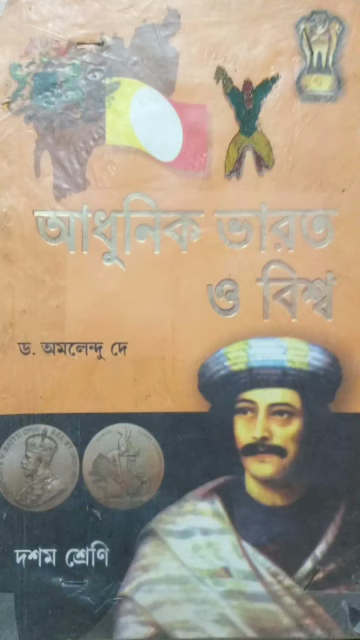 আধুনিক ভারত
ও বিশ্ব
ড. অমলেন্দু দে
দশম শ্রেণি